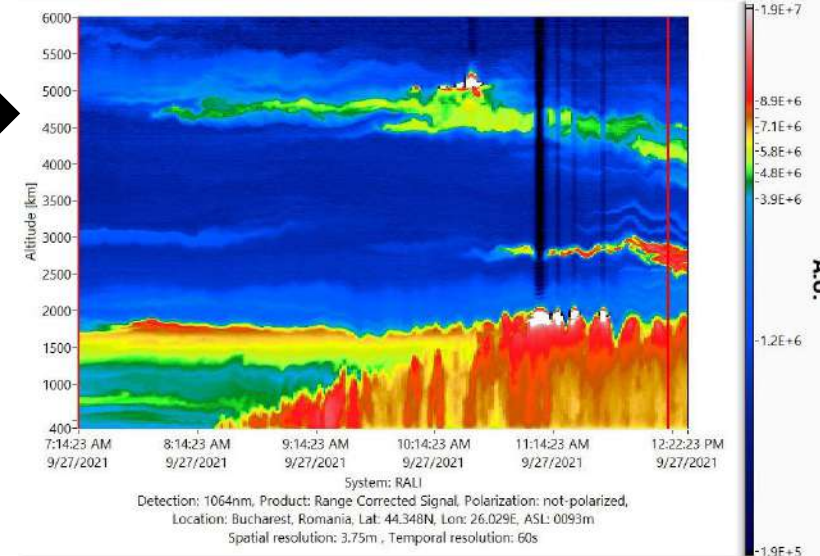 6000
5500
5000
4500
4000
3500
3000
2500
2000
1500
1000
400
Altitude [km]
7:14:23 AM 8:14:23 AM 9:14:23 AM 10:14:23 AM 11:14:23 AM 12:22:23 PM
9/27/2021 9/27/2021 9/27/2021 9/27/2021 9/27/2021 9/27/2021
System: RALI
Detection: 1064nm, Product: Range Corrected Signal, Polarization: not-polarized,
Location: Bucharest, Romania, Lat: 44.348N, Lon: 26.029E, ASL: 0093m
Spatial resolution: 3.75m , Temporal resolution: 60s
1.9E+7
8.9E+6
7.1E+6
5.8E+6
4.8E+6
3.9E+6
1.2E+6
1.9E+5
A.U.